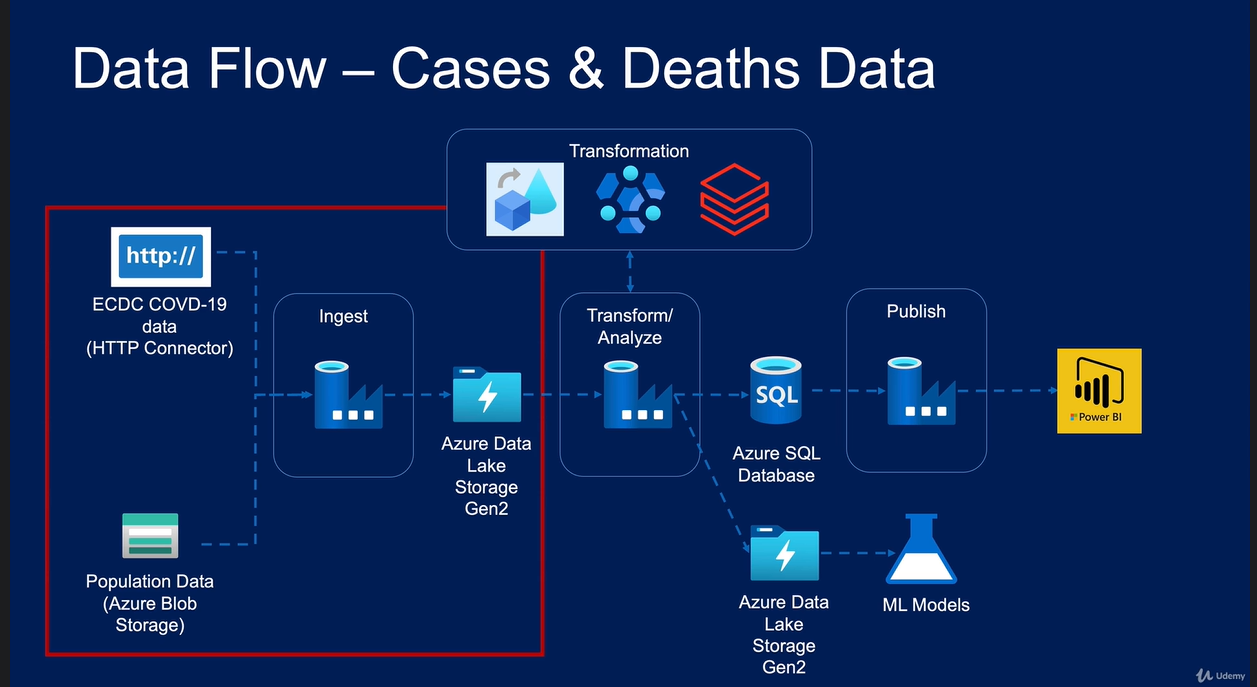 Data Flow – Cases & Deaths Data
Transformation
http://
ECDC COVD-19
data
(HTTP Connector)
Ingest
Transform/
Analyze
Publish
SQL
Power BI
Azure Data
Lake
Storage
Gen2
Azure SQL
Database
Population Data
(Azure Blob
Storage)
Azure Data
Lake
Storage
Gen2
ML Models
Udemy